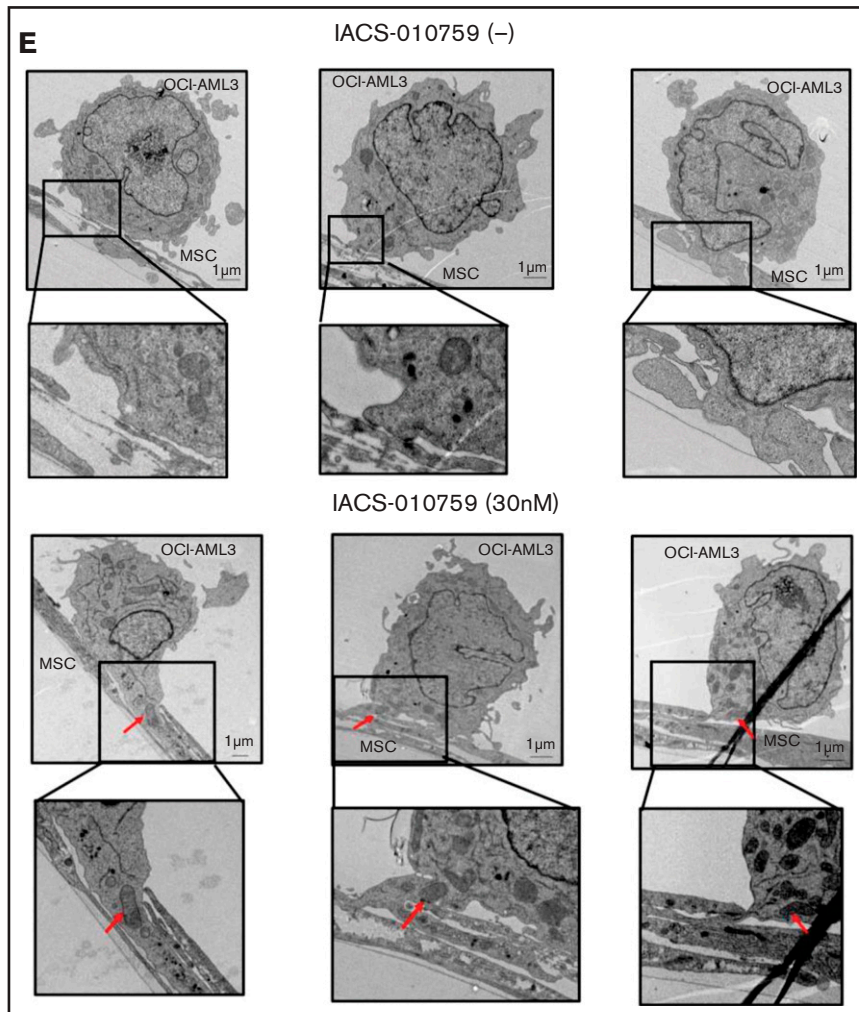 E
IACS-010759 (–)
OCI-AML3
MSC
1µm
OCI-AML3
MSC
1µm
OCI-AML3
MSC
1µm
IACS-010759 (30nM)
OCI-AML3
MSC
1µm
OCI-AML3
MSC
1µm
OCI-AML3
MSC
1µm